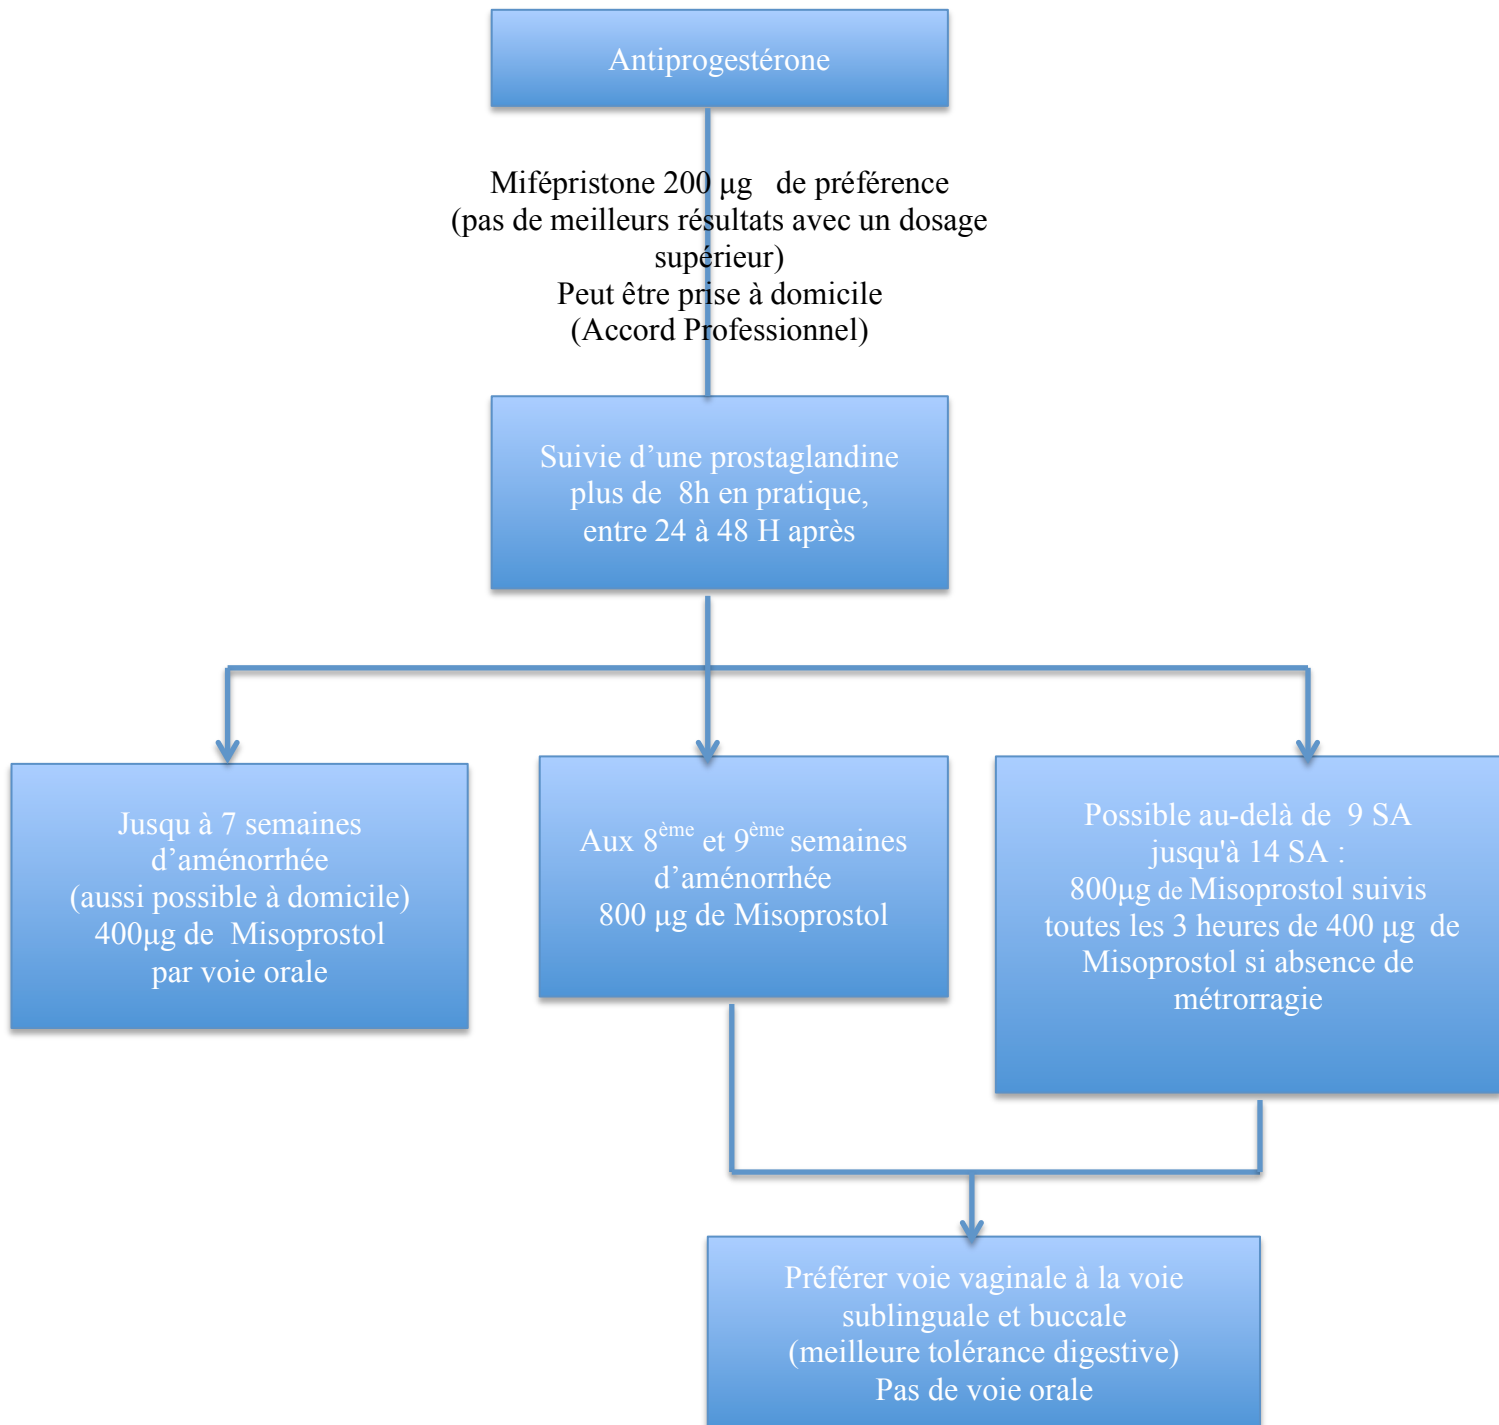 Antiprogestérone
Mifépristone 200 µg de préférence
(pas de meilleurs résultats avec un dosage
supérieur)
Peut être prise à domicile
(Accord Professionnel)
Suivie d’une prostaglandine
plus de 8h en pratique,
entre 24 à 48 H après
Jusqu à 7 semaines
d’aménorrhée
(aussi possible à domicile)
400µg de Misoprostol
par voie orale
Aux 8ème et 9ème semaines
d’aménorrhée
800 µg de Misoprostol
Possible au-delà de 9 SA
jusqu'à 14 SA :
800µg de Misoprostol suivis
toutes les 3 heures de 400 µg de
Misoprostol si absence de
métrorragie
Préférer voie vaginale à la voie
sublinguale et buccale
(meilleure tolérance digestive)
Pas de voie orale